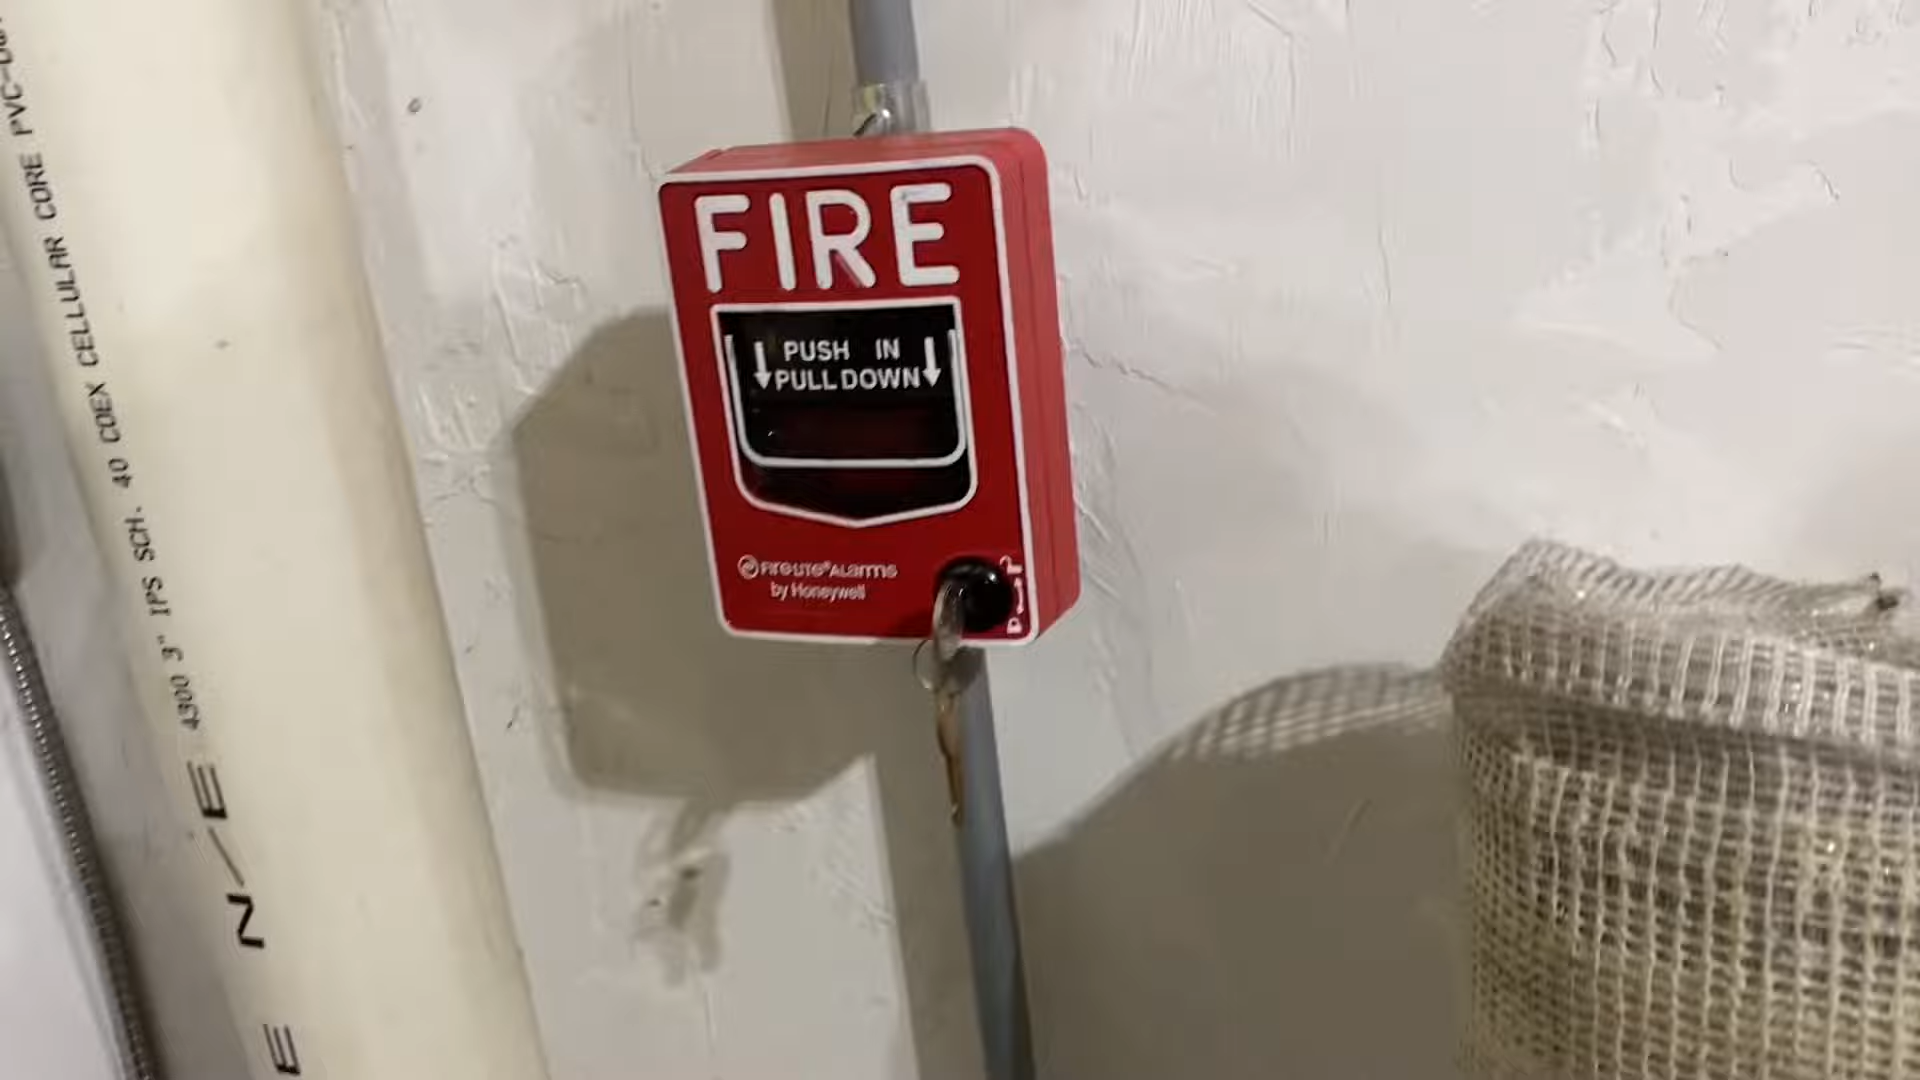 FIRE
PUSH IN
PULL DOWN
FIRE-LITE® ALARMS
by Honeywell
4300 3" IPS SCH. 40 COEX CELLULAR CORE PVC-